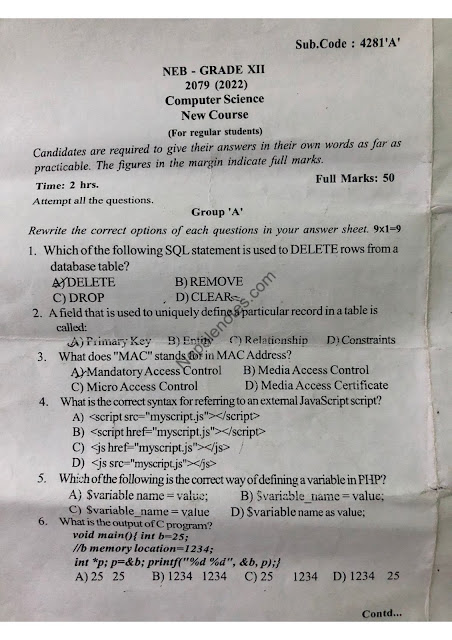 Sub.Code : 4281'A'
NEB - GRADE XII
2079 (2022)
Computer Science
New Course
(For regular students)
Candidates are required to give their answers in their own words as far as
practicable. The figures in the margin indicate full marks.
Time: 2 hrs. Full Marks: 50
Attempt all the questions.
Group 'A'
Rewrite the correct options of each questions in your answer sheet. 9x1=9
1. Which of the following SQL statement is used to DELETE rows from a
database table?
A) DELETE B) REMOVE
C) DROP D) CLEAR
2. A field that is used to uniquely define a particular record in a table is
called:
A) Primary Key B) Entity C) Relationship D) Constraints
3. What does "MAC" stands for in MAC Address?
A) Mandatory Access Control B) Media Access Control
C) Micro Access Control D) Media Access Certificate
4. What is the correct syntax for referring to an external JavaScript script?
A) <script src="myscript.js"></script>
B) <script href="myscript.js"></script>
C) <js href="myscript.js"></js>
D) <js src="myscript.js"></js>
5. Which of the following is the correct way of defining a variable in PHP?
A) $variable name = value; B) $variable_name = value;
C) $variable_name = value D) $variable name as value;
6. What is the output of C program?
void main(){ int b=25;
//b memory location=1234;
int *p; p=&b; printf("%d %d", &b, p);}
A) 25 25 B) 1234 1234 C) 25 1234 D) 1234 25
Contd...
Nepalenotes.com